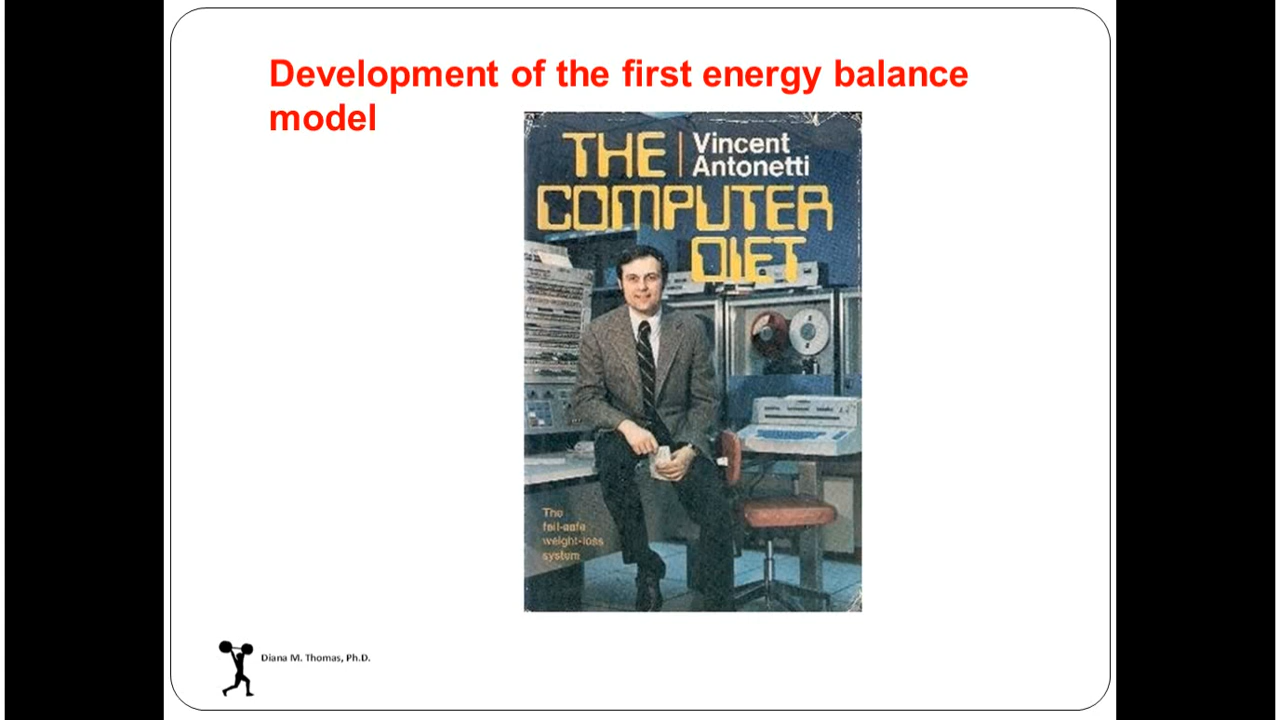 Development of the first energy balance
model
THE
Vincent
Antonetti
COMPUTER
DIET
The
fail-safe
weight-loss
system
Diana M. Thomas, Ph.D.